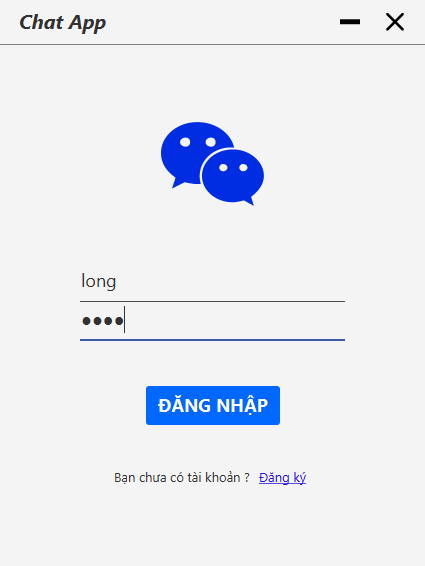 Chat App
long
••••
ĐĂNG NHẬP
Bạn chưa có tài khoản ? Đăng ký